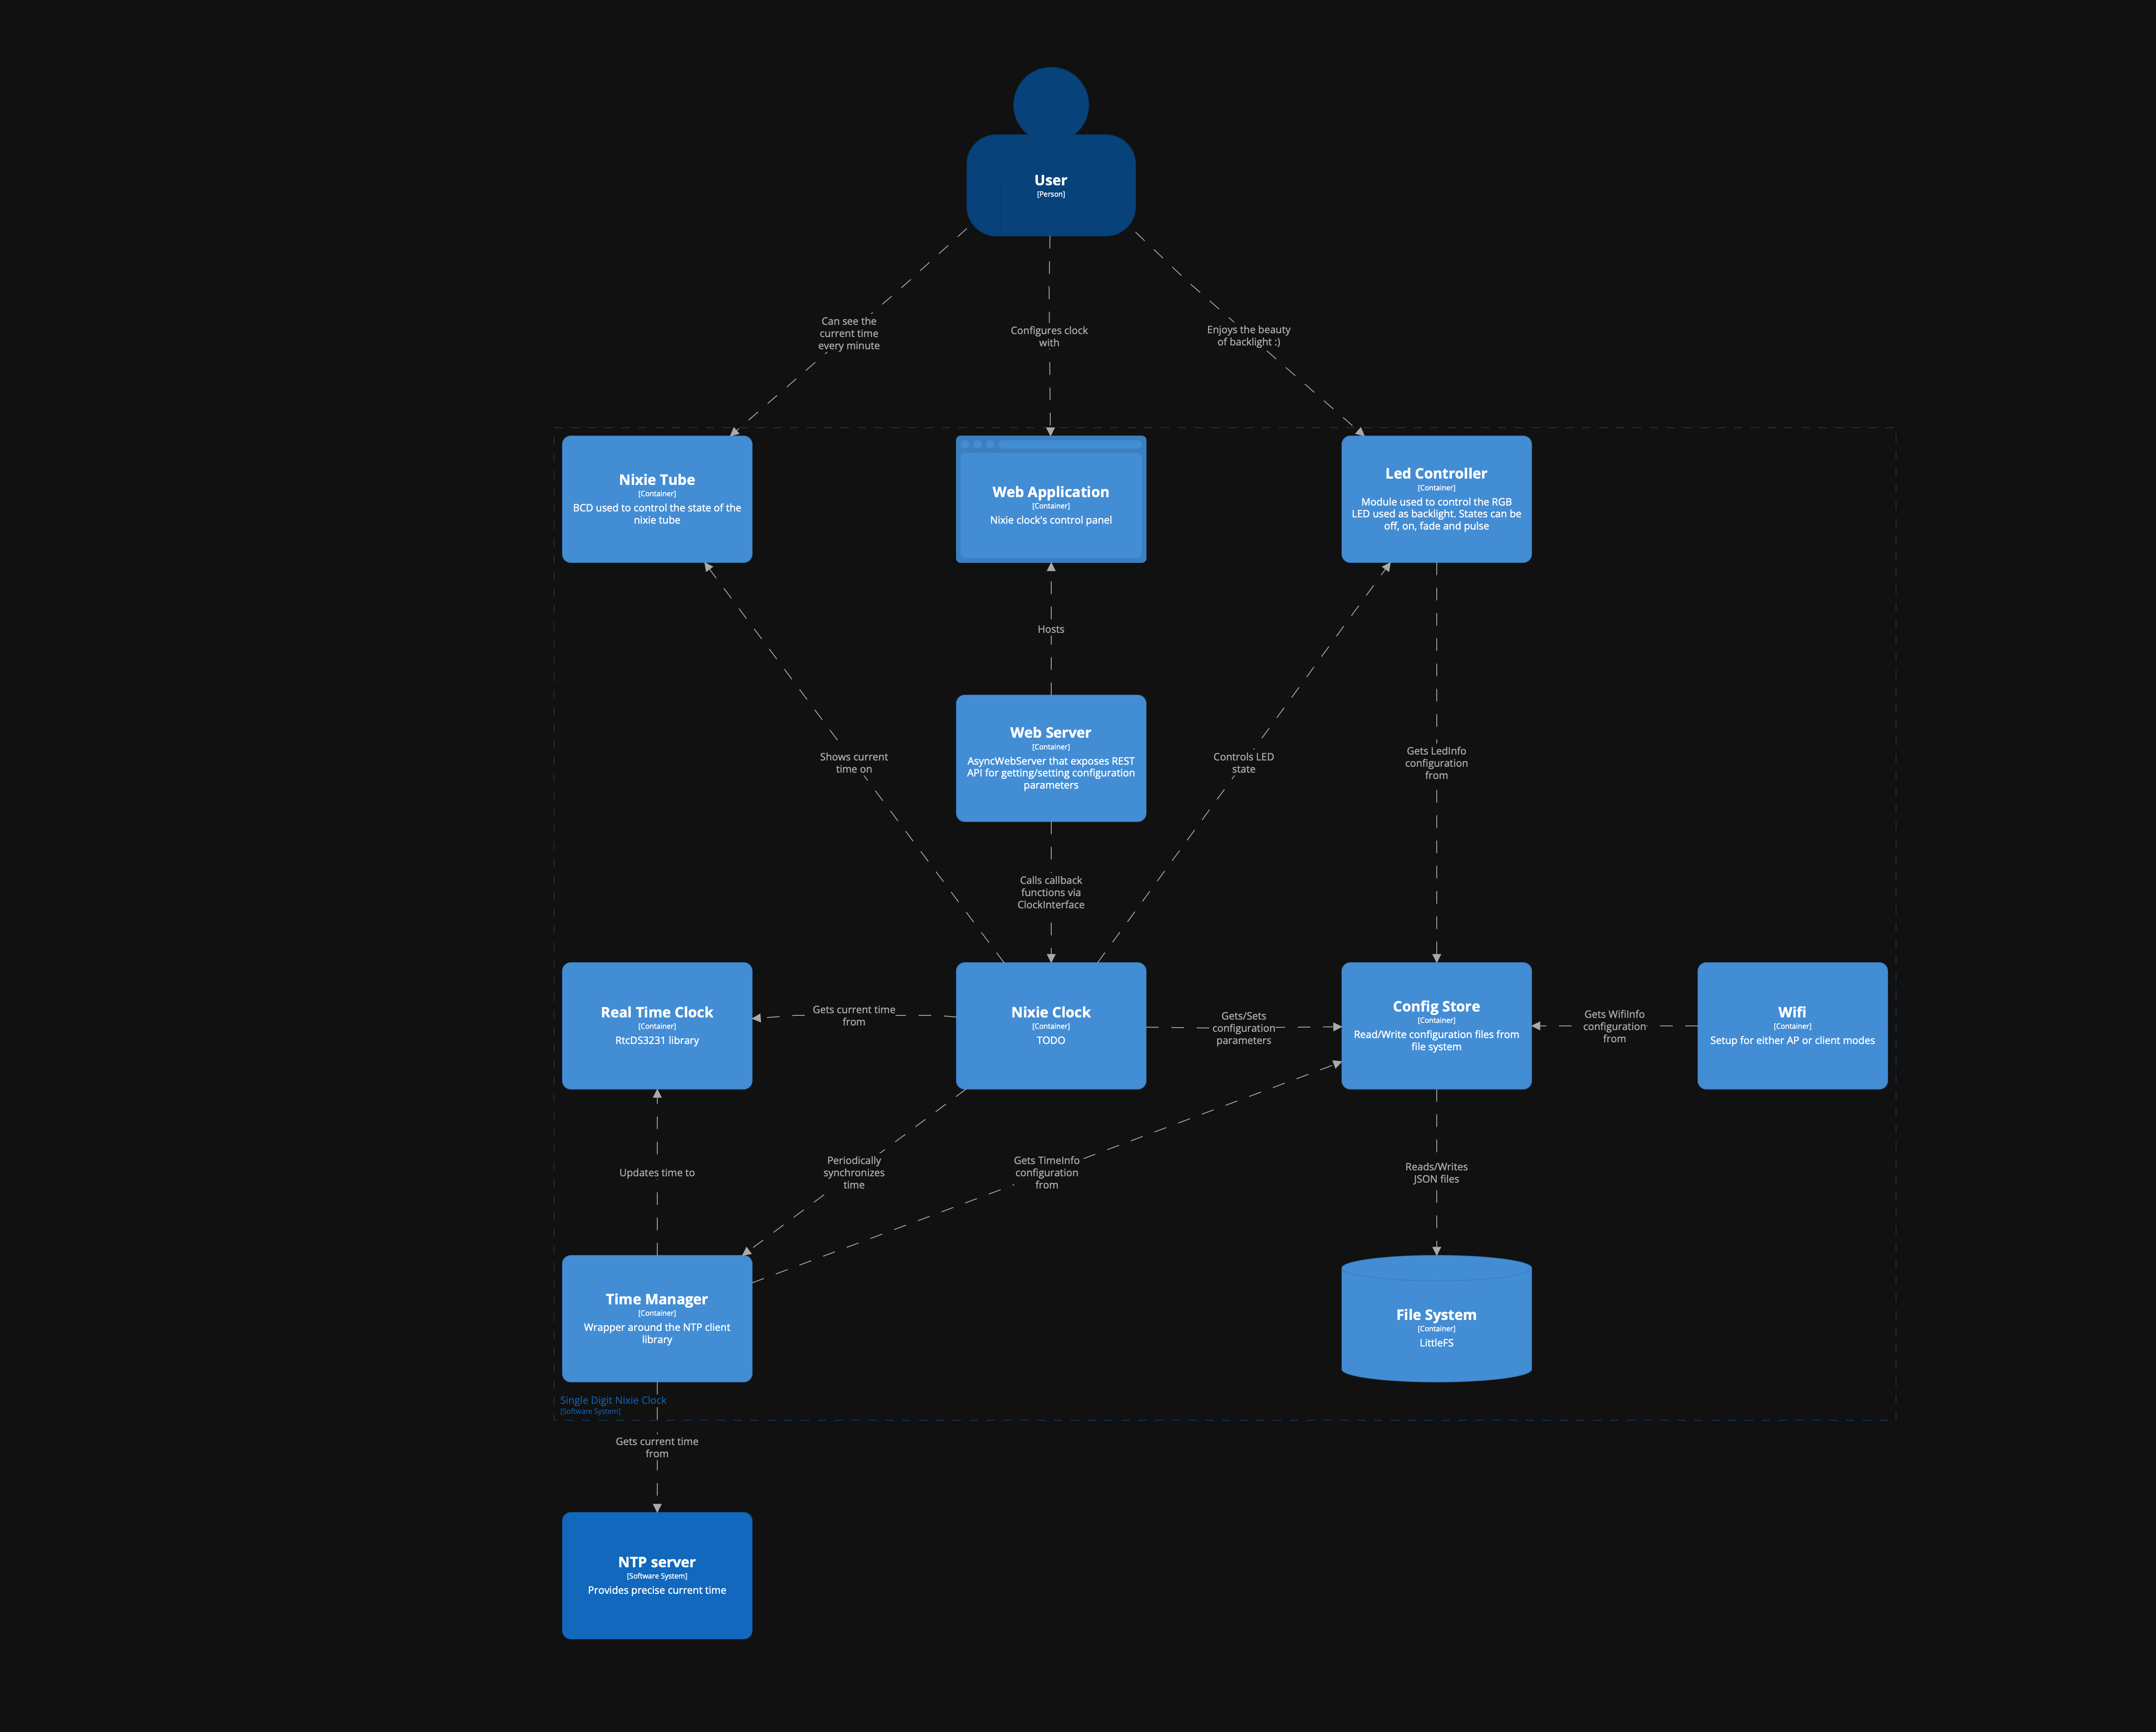 User
[Person]
Can see the
current time
every minute
Configures clock
with
Enjoys the beauty
of backlight :)
Nixie Tube
[Container]
BCD used to control the state of the
nixie tube
Web Application
[Container]
Nixie clock's control panel
Led Controller
[Container]
Module used to control the RGB
LED used as backlight. States can be
off, on, fade and pulse
Hosts
Web Server
[Container]
AsyncWebServer that exposes REST
API for getting/setting configuration
parameters
Shows current
time on
Controls LED
state
Gets LedInfo
configuration
from
Calls callback
functions via
ClockInterface
Real Time Clock
[Container]
RtcDS3231 library
Gets current time
from
Nixie Clock
[Container]
TODO
Gets/Sets
configuration
parameters
Config Store
[Container]
Read/Write configuration files from
file system
Gets WifiInfo
configuration
from
Wifi
[Container]
Setup for either AP or client modes
Updates time to
Periodically
synchronizes
time
Gets TimeInfo
configuration
from
Reads/Writes
JSON files
Time Manager
[Container]
Wrapper around the NTP client
library
File System
[Container]
LittleFS
Single Digit Nixie Clock
[Software System]
Gets current time
from
NTP server
[Software System]
Provides precise current time